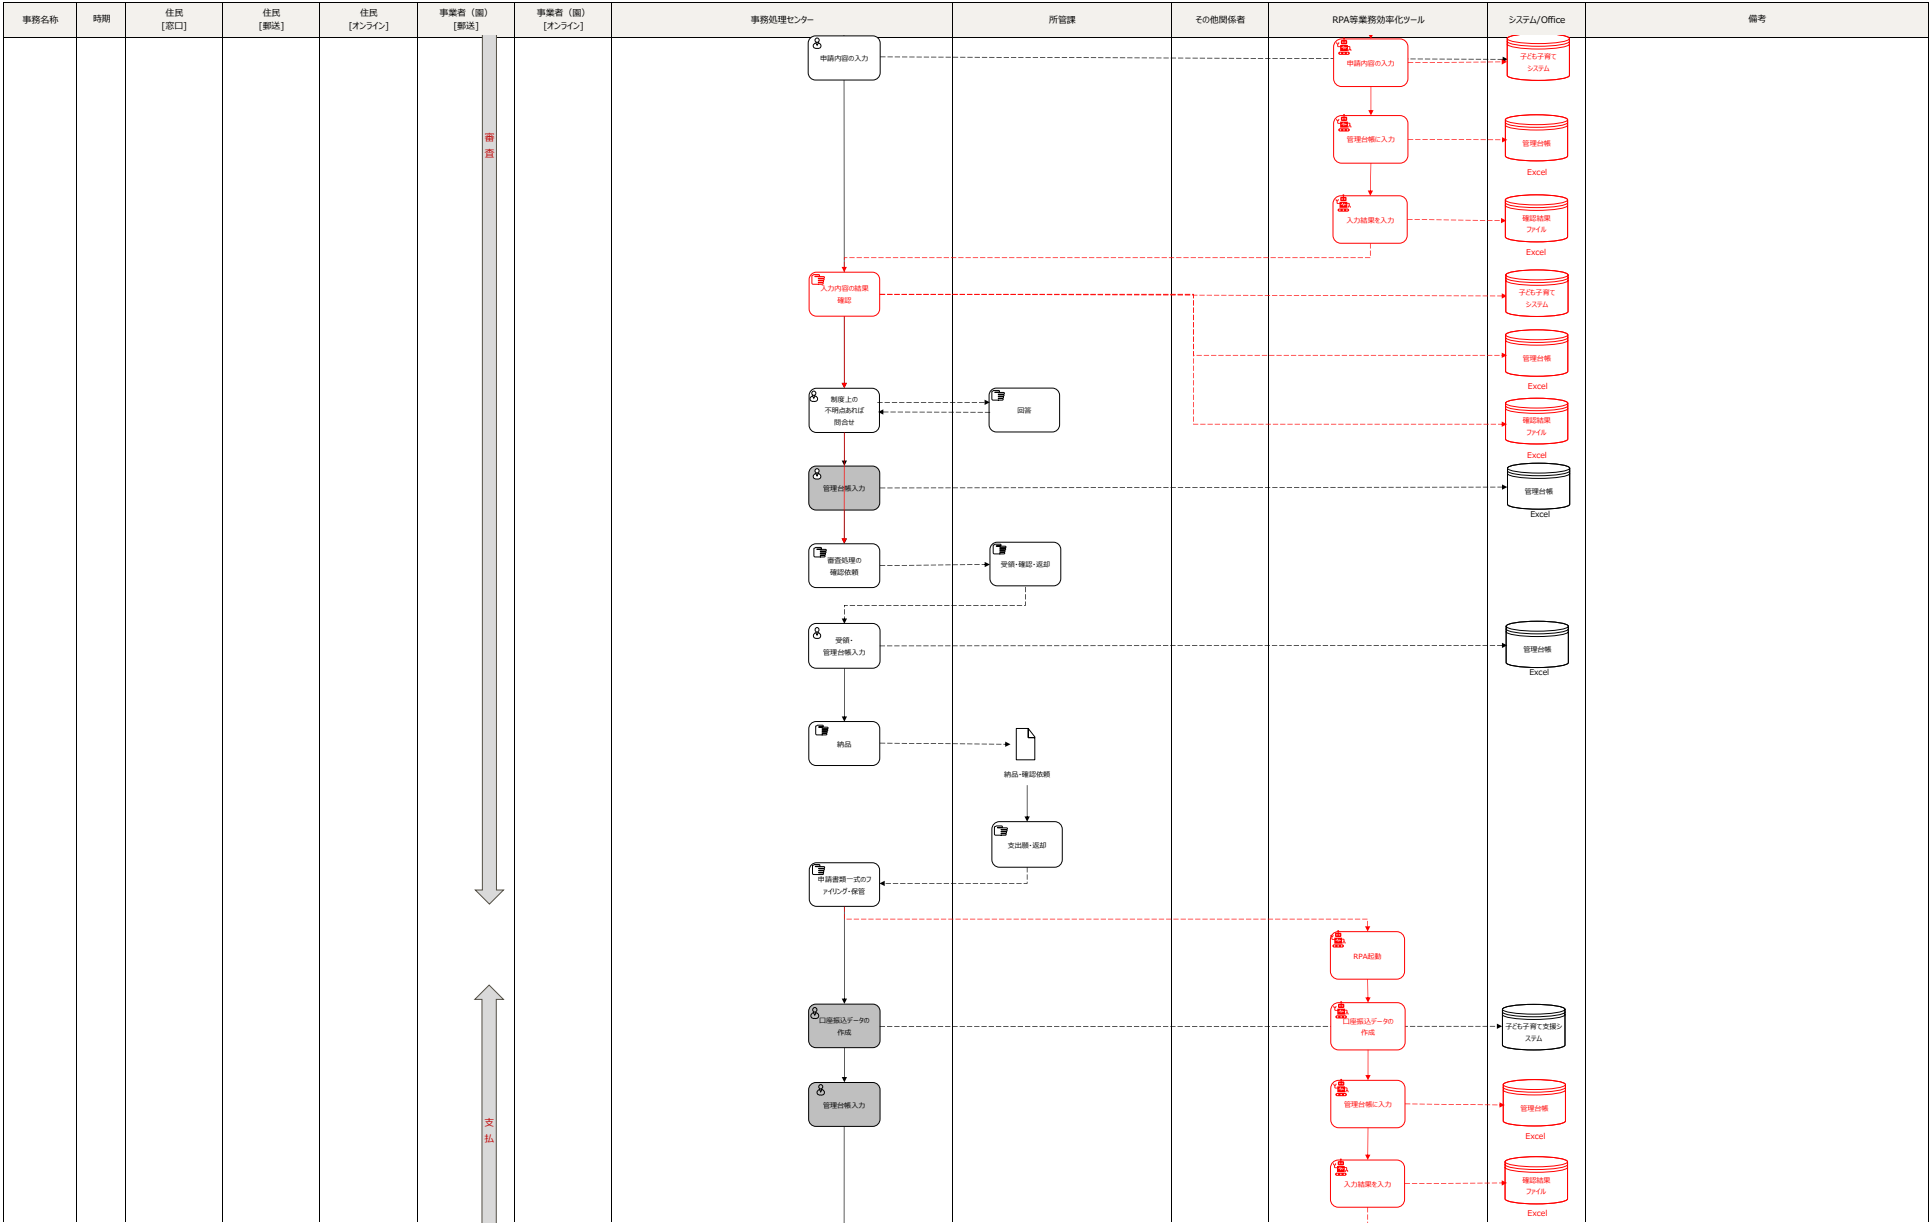 事務名称
時期
住民
[窓口]
住民
[郵送]
住民
[オンライン]
事業者（園）
[郵送]
事業者（園）
[オンライン]
事務処理センター
所管課
その他関係者
RPA等業務効率化ツール
システム/Office
備考
申請内容の入力
申請内容の入力
子ども子育て
システム
審
査
管理台帳に入力
管理台帳
Excel
入力結果を入力
確認結果
ファイル
Excel
入力内容の結果
確認
子ども子育て
システム
管理台帳
Excel
制度上の
不明点あれば
問合せ
回答
確認結果
ファイル
Excel
管理台帳入力
管理台帳
Excel
審査処理の
確認依頼
受領・確認・返却
受領・
管理台帳入力
管理台帳
Excel
納品
納品・確認依頼
支出願・返却
申請書類一式のフ
ァイリング・保管
RPA起動
口座振込データの
作成
口座振込データの
作成
子ども子育て支援シ
ステム
管理台帳入力
管理台帳に入力
管理台帳
Excel
支
払
入力結果を入力
確認結果
ファイル
Excel